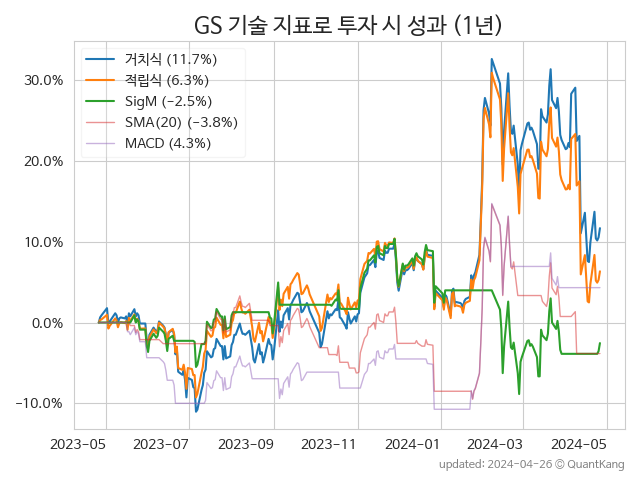 GS 기술 지표로 투자 시 성과 (1년)
거치식 (11.7%)
적립식 (6.3%)
SigM (−2.5%)
SMA(20) (−3.8%)
MACD (4.3%)
30.0%
20.0%
10.0%
0.0%
−10.0%
2023-05 2023-07 2023-09 2023-11 2024-01 2024-03 2024-05
updated: 2024-04-26 © QuantKang